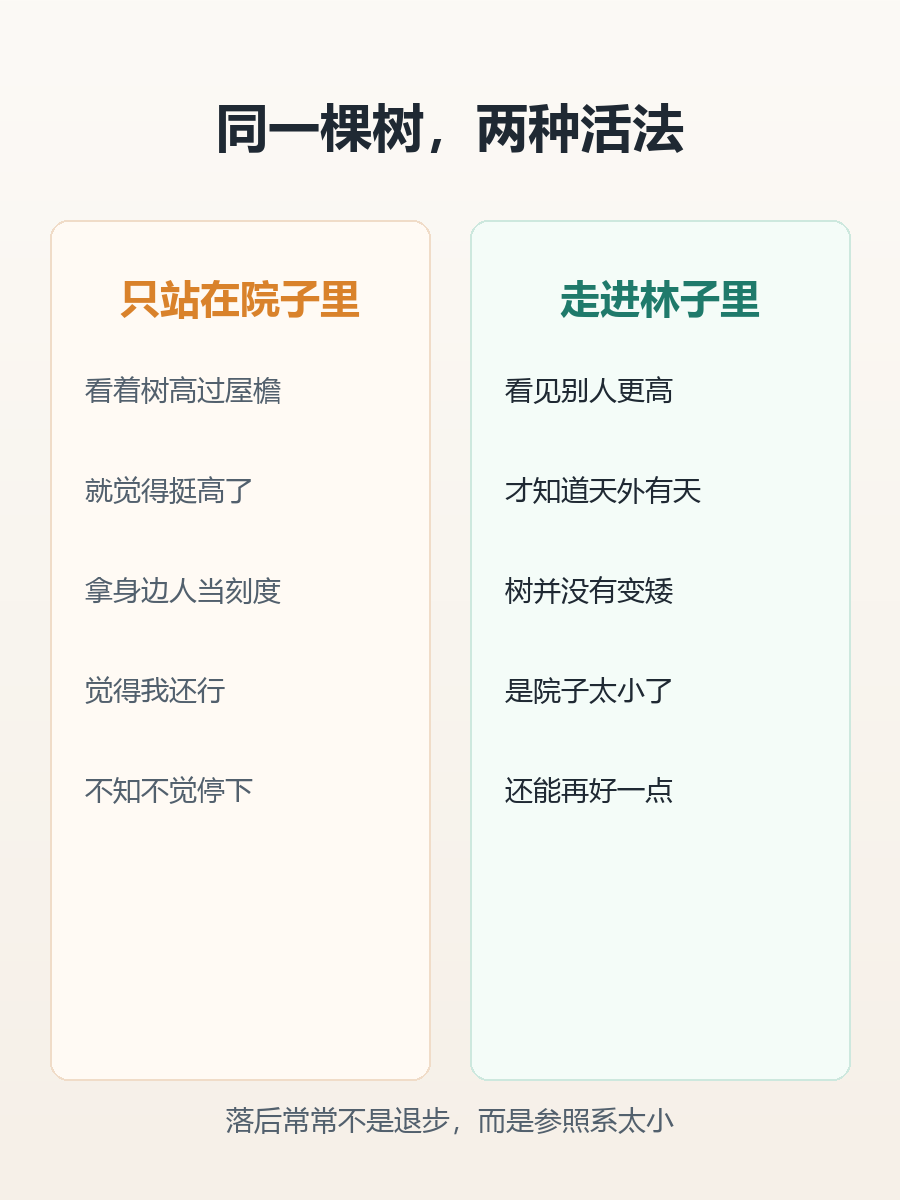 同一棵树，两种活法
只站在院子里
看着树高过屋檐
就觉得挺高了
拿身边人当刻度
觉得我还行
不知不觉停下
走进林子里
看见别人更高
才知道天外有天
树并没有变矮
是院子太小了
还能再好一点
落后常常不是退步，而是参照系太小